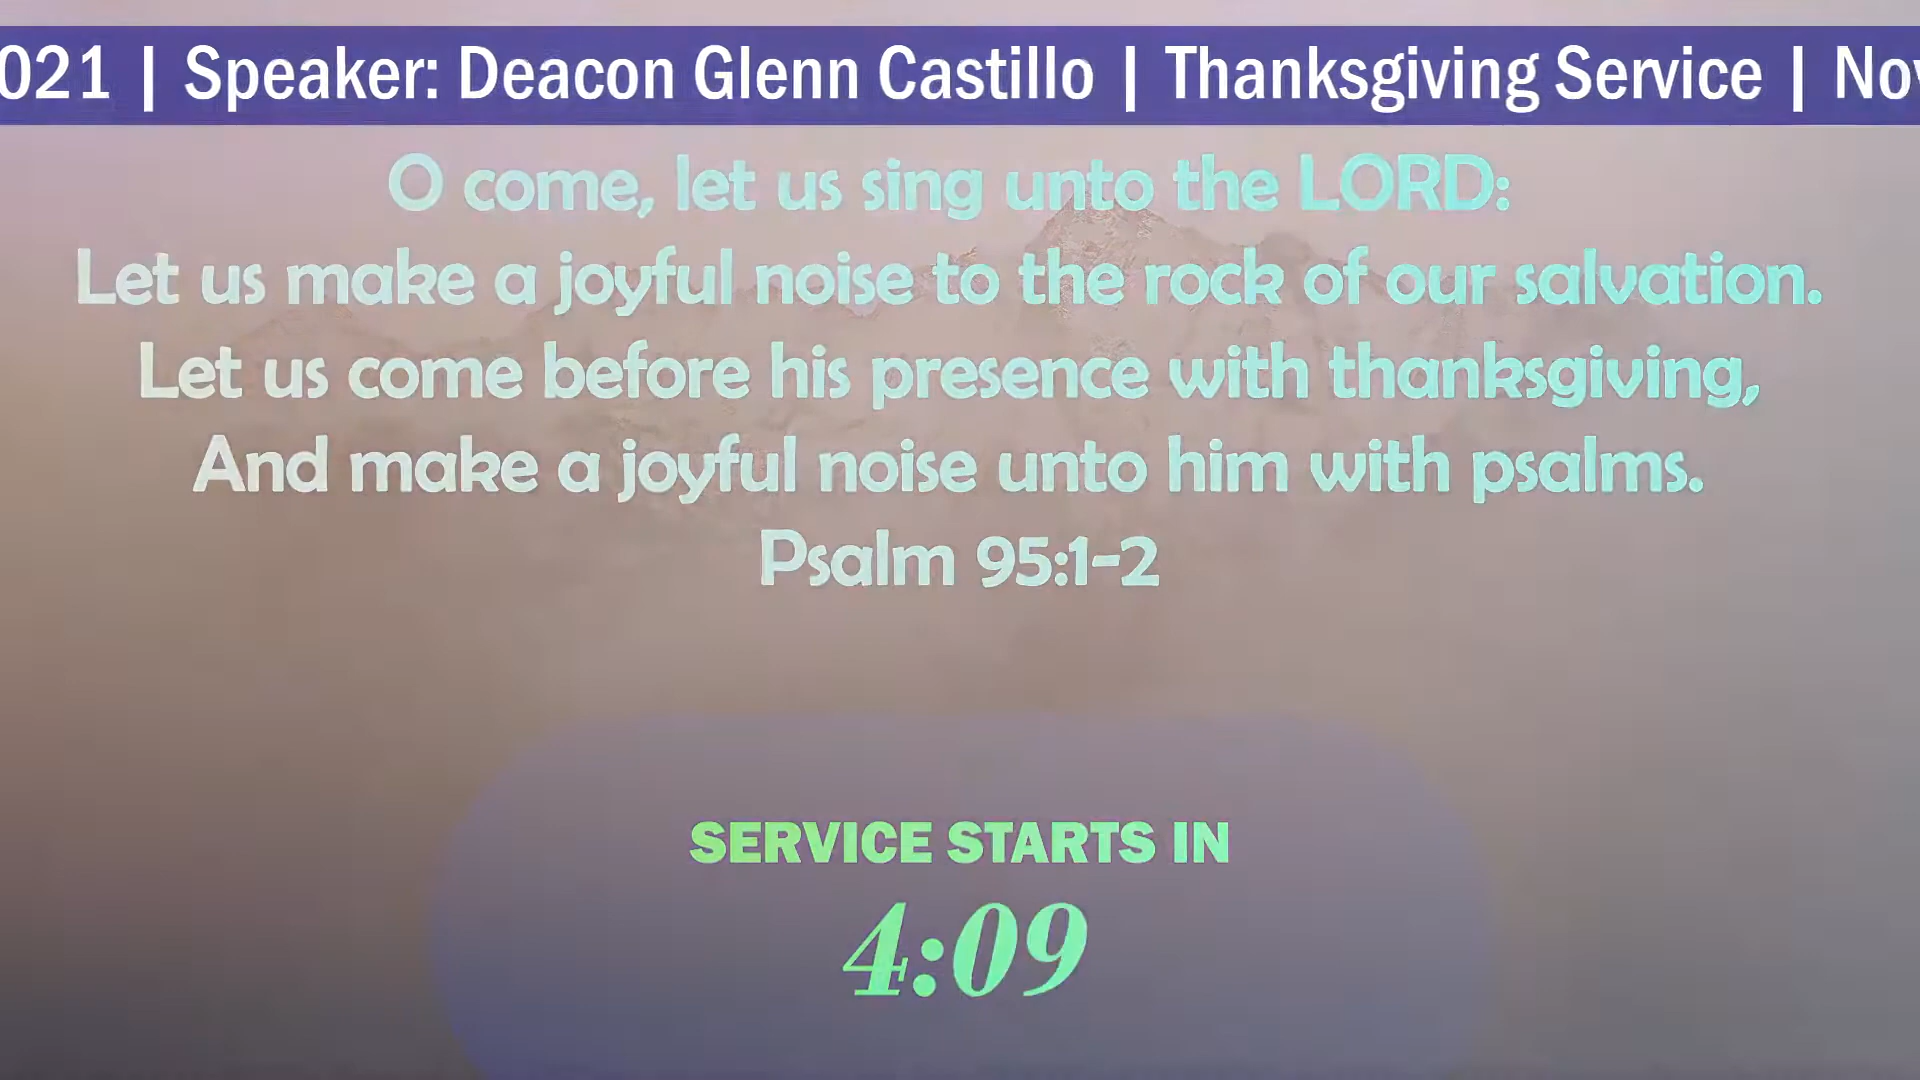 021 | Speaker: Deacon Glenn Castillo | Thanksgiving Service | Nov
O come, let us sing unto the LORD:
Let us make a joyful noise to the rock of our salvation.
Let us come before his presence with thanksgiving,
And make a joyful noise unto him with psalms.
Psalm 95:1-2
SERVICE STARTS IN
4:09